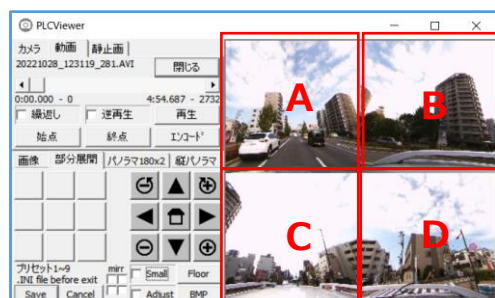 PLCViewer
カメラ 動画 静止画
20221028_123119_281.AVI 閉じる
0:00.000 - 0 4:54.687 - 2732
繰返し 逆再生 再生
始点 終点 エンコード
画像 部分展開 パノラマ180x2 縦パノラマ
プリセット1~9 mirr Small Floor
.INI file before exit
Save Cancel Adjust BMP
A
B
C
D